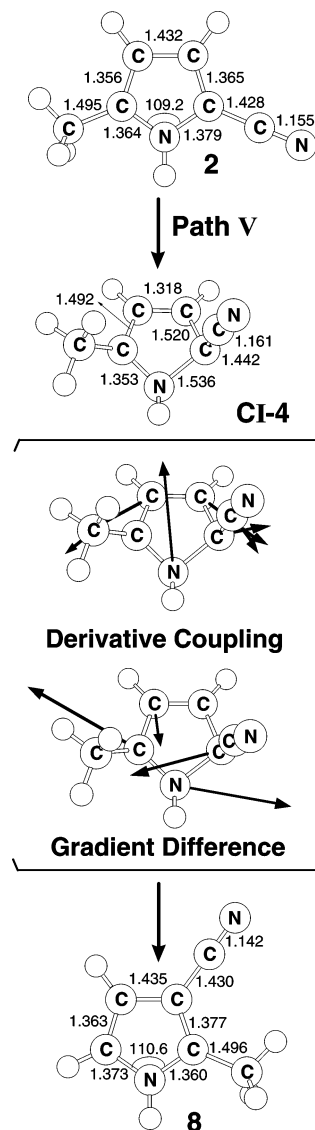 1.432
C C
1.356 1.365
1.495 109.2 1.428
C C C C 1.155
1.364 N 1.379 N
2
Path V
1.492 C C N
1.318
1.520 C 1.161
C C C 1.442
1.353 N 1.536
CI-4
C C N
C C C C
N
Derivative Coupling
C C
C C C C N
N
Gradient Difference
N
1.142
C
1.435 1.430
C C
1.363 1.377
C 110.6 C 1.496
1.373 N 1.360 C
8